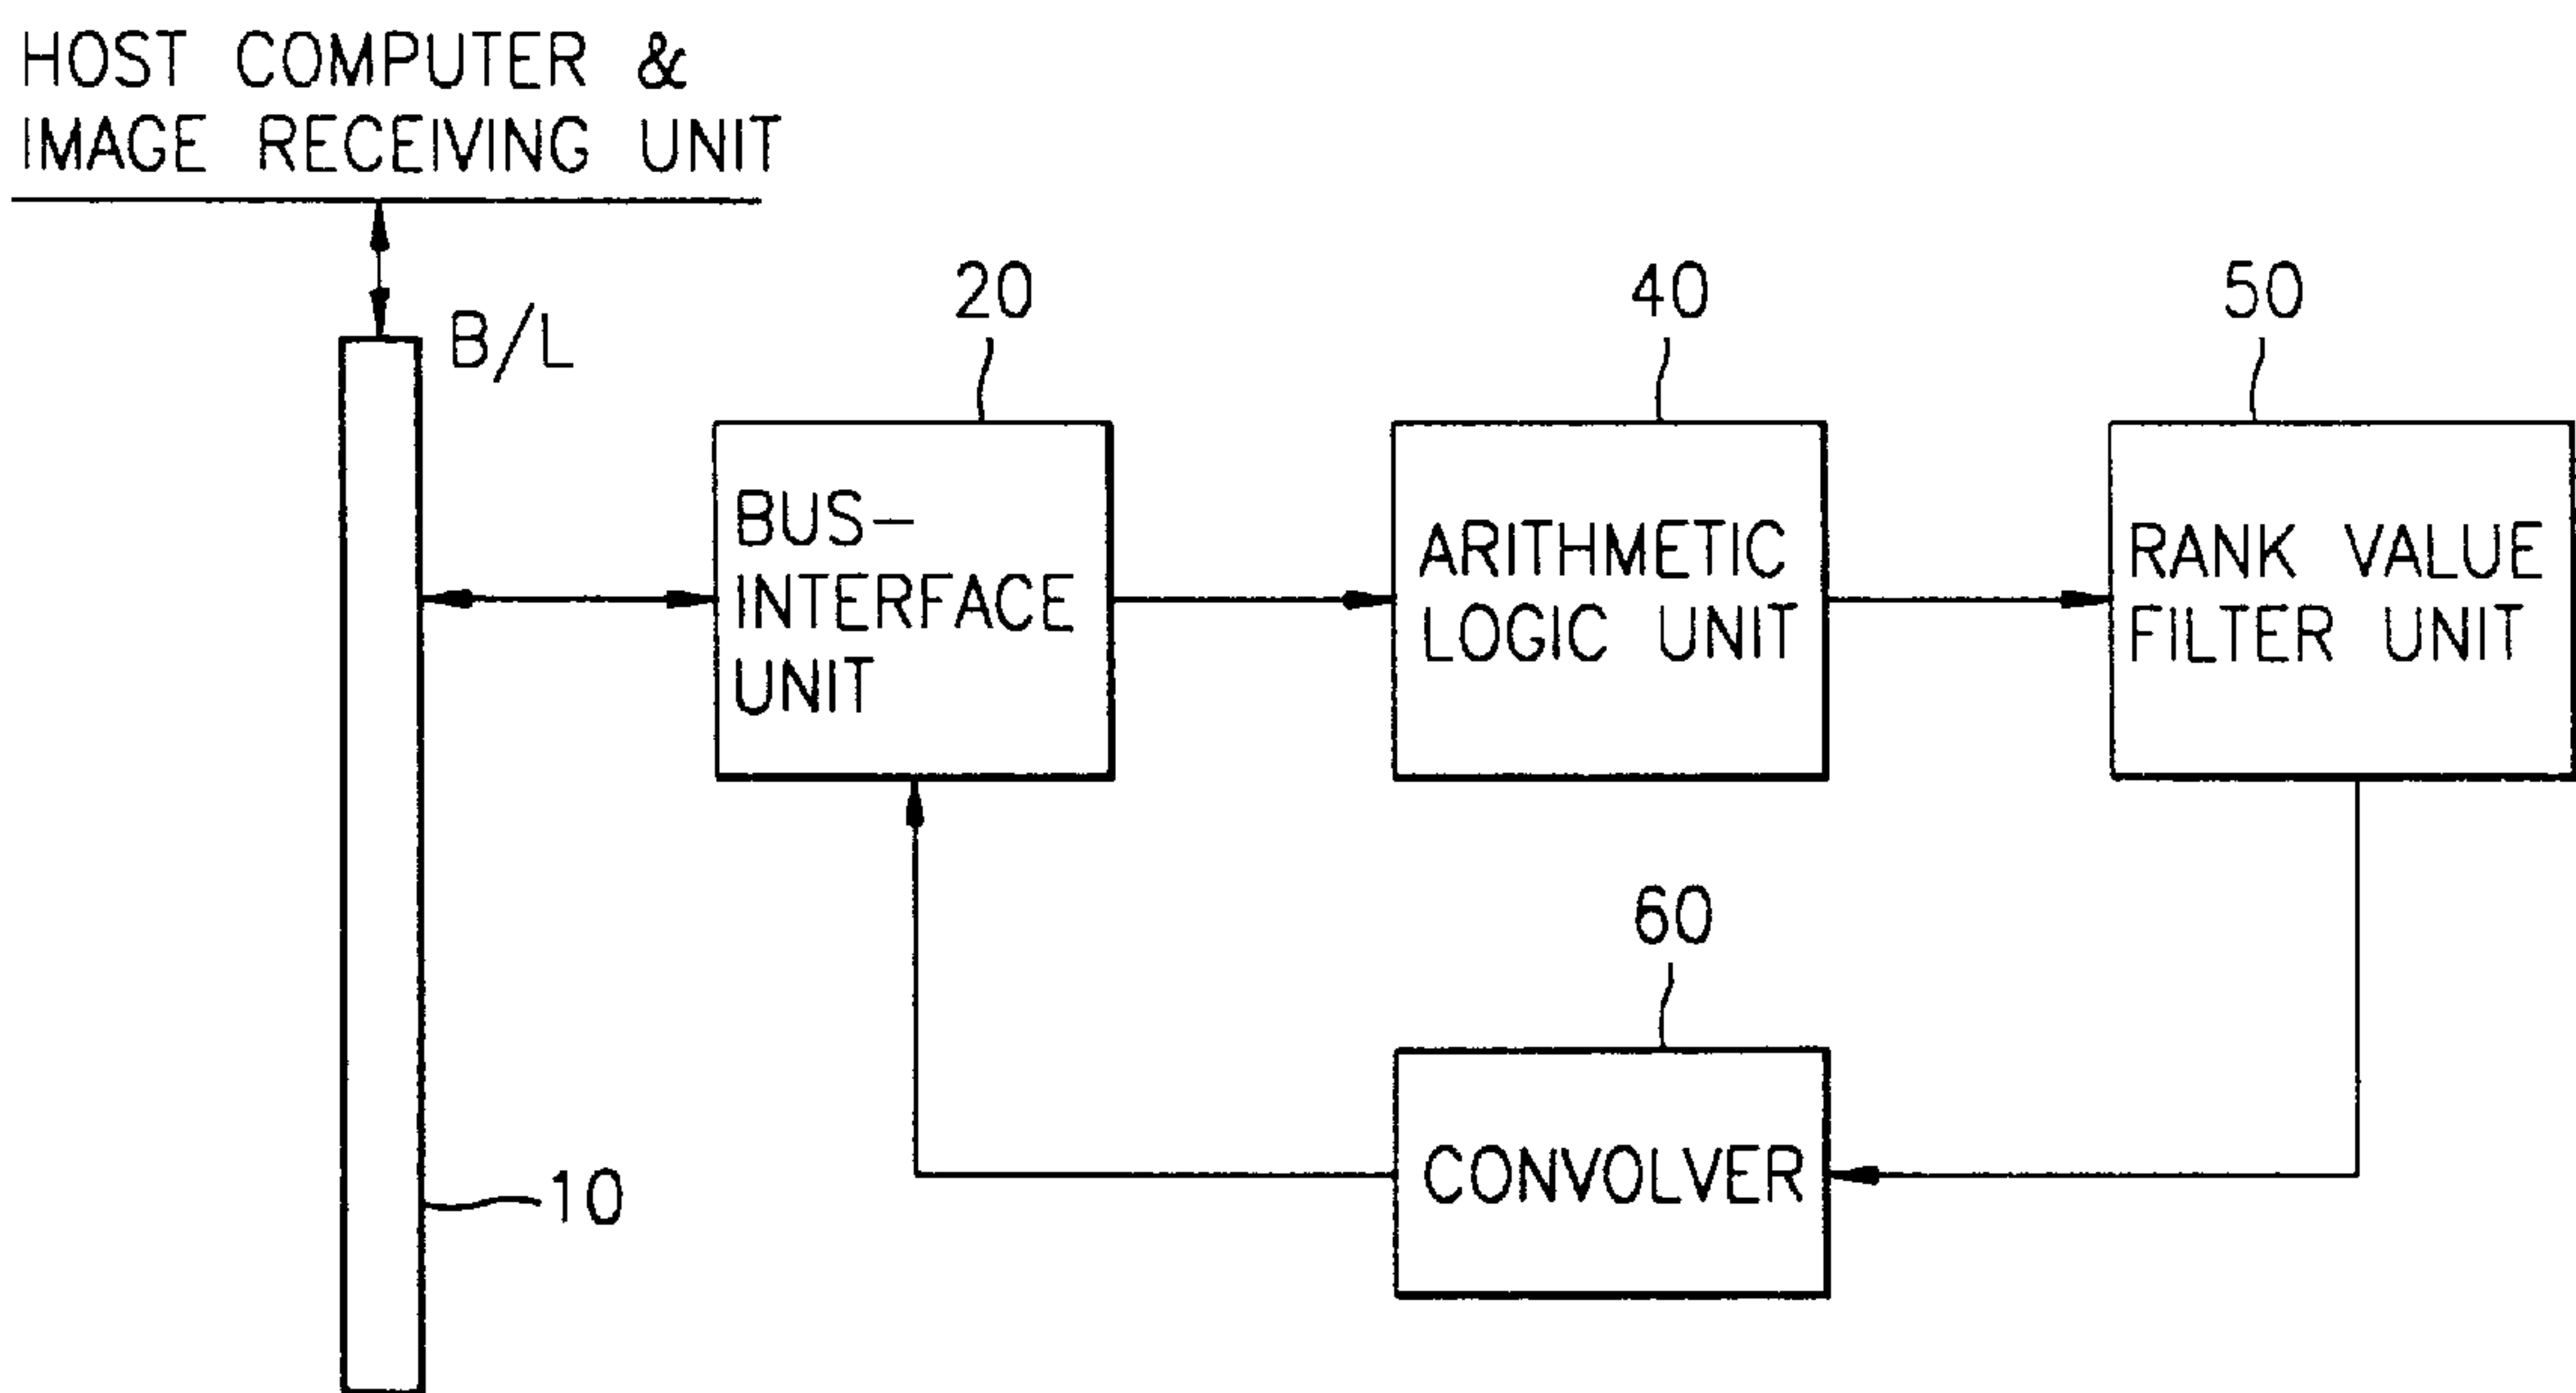 HOST COMPUTER &
IMAGE RECEIVING UNIT
B/L
20
40
50
BUS-
INTERFACE
UNIT
ARITHMETIC
LOGIC UNIT
RANK VALUE
FILTER UNIT
60
CONVOLVER
10